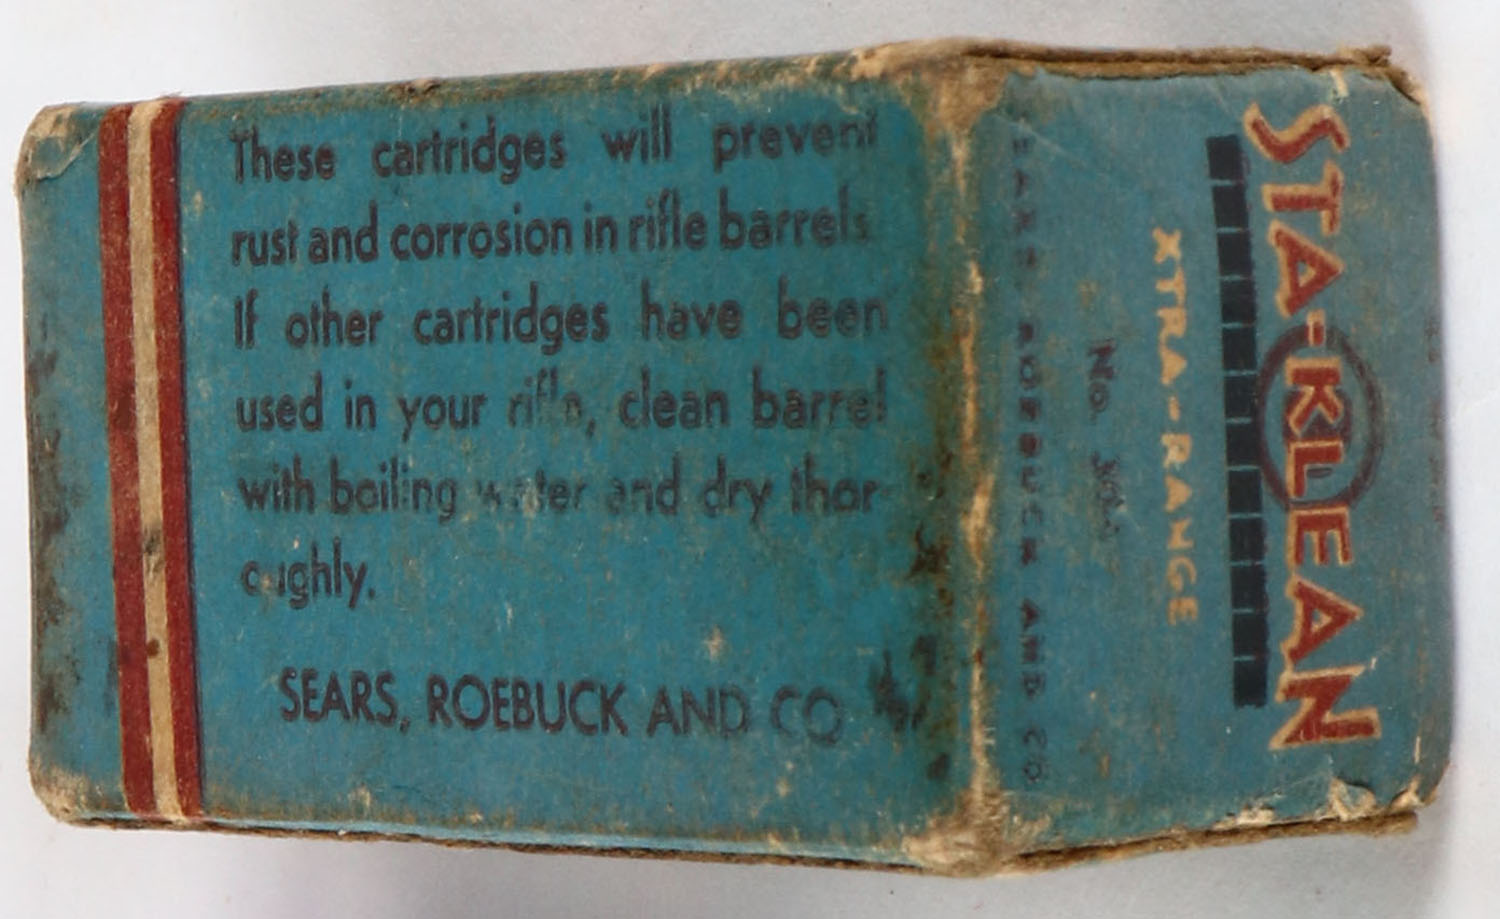 These cartridges will prevent
rust and corrosion in rifle barrels.
If other cartridges have been
used in your rifle, clean barrel
with boiling water and dry thor-
oughly.
SEARS, ROEBUCK AND CO
STA-KLEAN
XTRA-RANGE
No.
SEARS, ROEBUCK AND CO